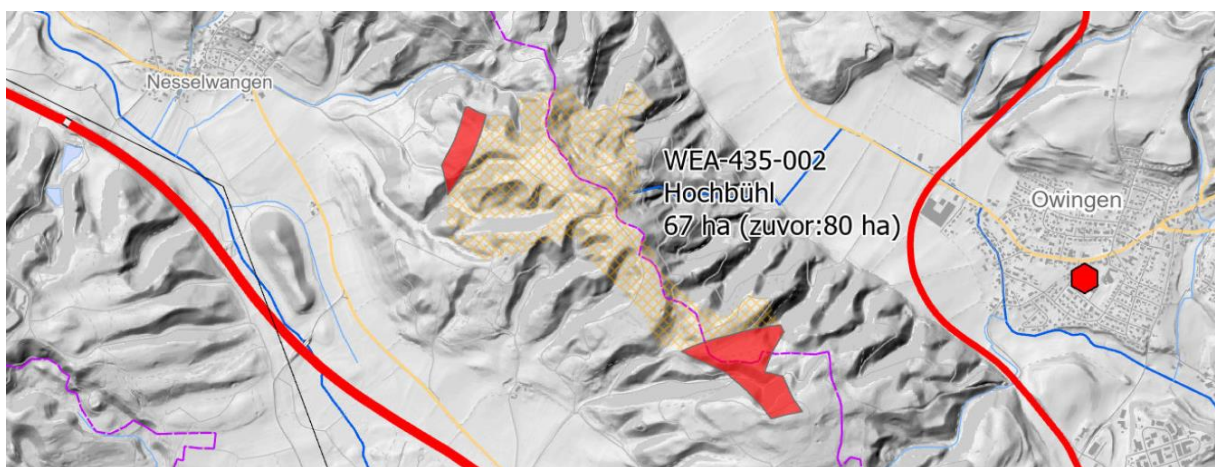 Nesselwangen
WEA-435-002
Hochbühl
67 ha (zuvor:80 ha)
Owingen